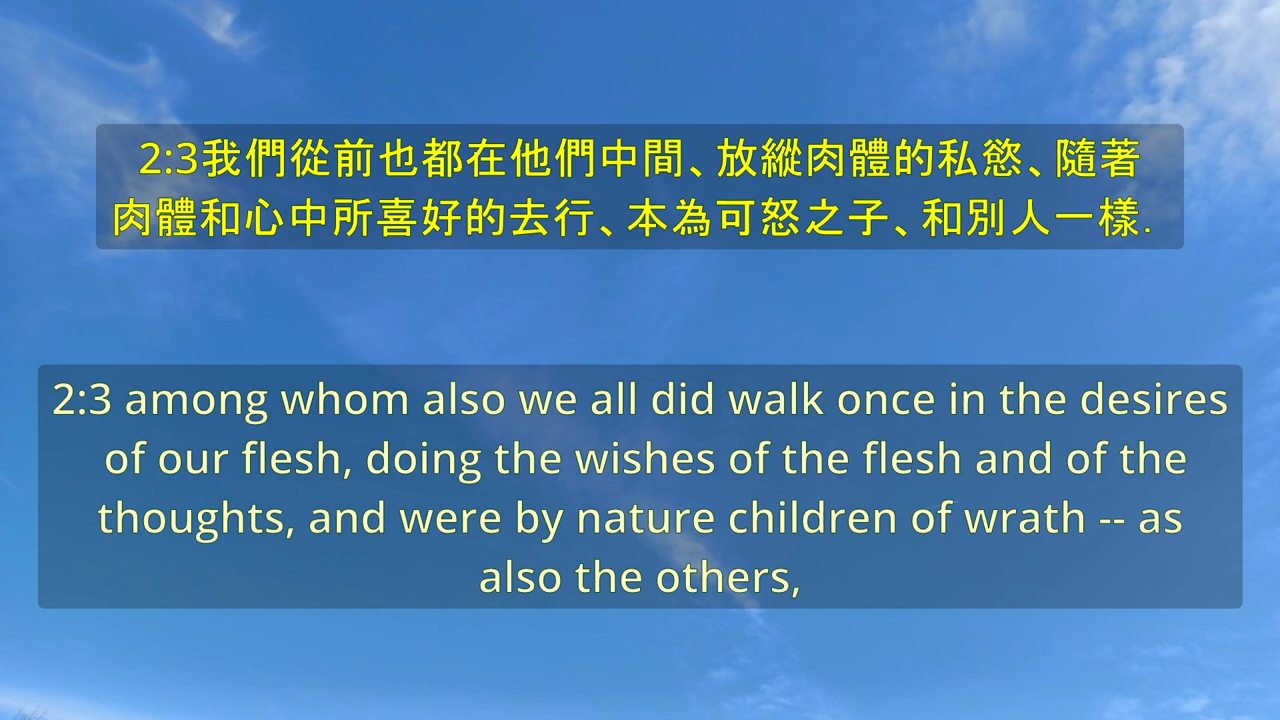 2:3我們從前也都在他們中間、放縱肉體的私慾、隨著
肉體和心中所喜好的去行、本為可怒之子、和別人一樣.
2:3 among whom also we all did walk once in the desires
of our flesh, doing the wishes of the flesh and of the
thoughts, and were by nature children of wrath -- as
also the others,